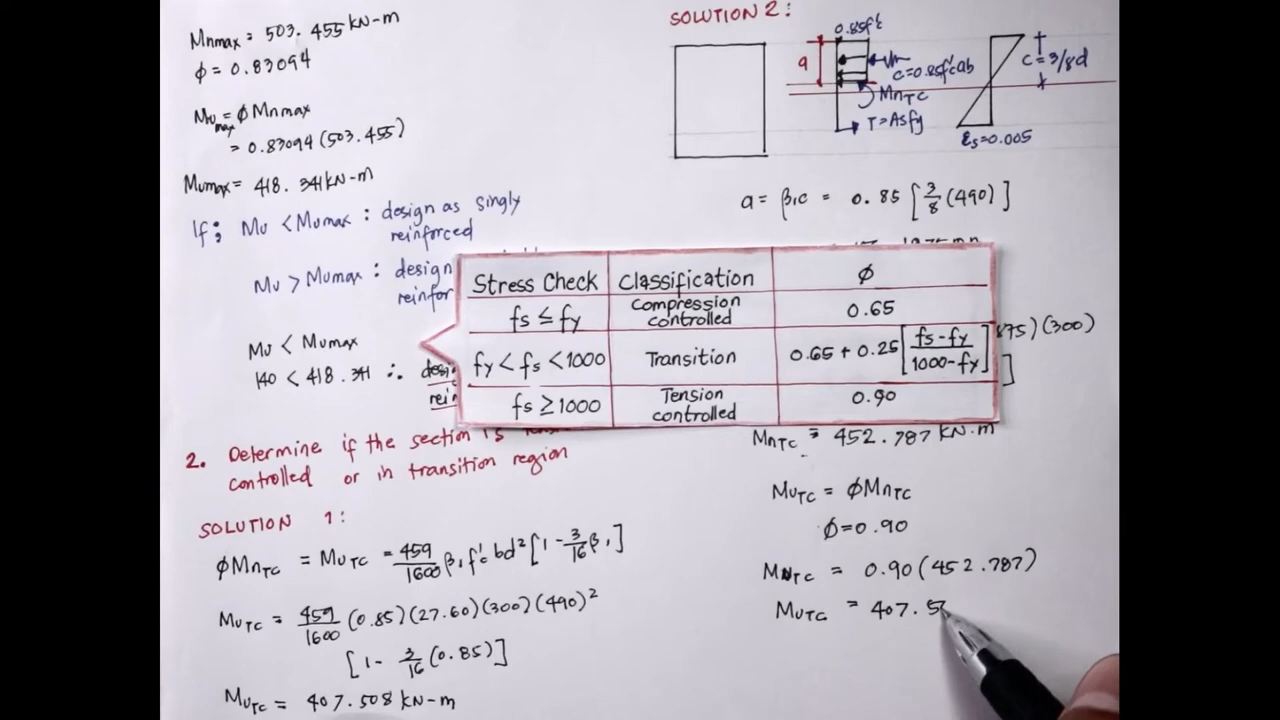 Mnmax = 503.455 kN-m
ϕ = 0.83094
Mu max = ϕ Mnmax
= 0.83094 (503.455)
Mumax = 418.341 kN-m
If; Mu < Mumax : design as singly
reinforced
Mu > Mumax : design
reinfor
Mu < Mumax
140 < 418.341 ∴ desi
rein
2. Determine if the section is
controlled or in transition region
SOLUTION 1:
ϕMnTC = MuTC = 459/1600 β1 f'c bd² [1 - 3/16 β1]
MuTC = 459/1600 (0.85)(27.60)(300)(490)²
[1 - 3/16 (0.85)]
MuTC = 407.508 kN-m
Stress Check Classification ϕ
fs ≤ fy Compression controlled 0.65
fy < fs < 1000 Transition 0.65 + 0.25 [fs - fy / 1000 - fy]
fs ≥ 1000 Tension controlled 0.90
SOLUTION 2:
0.85f'c
a
C = 0.85f'c ab
MnTC
T = Asfy
c = 3/8 d
εs = 0.005
a = β1c = 0.85 [3/8 (490)]
875) (300)
]
MnTC = 452.787 kN.m
MuTC = ϕMnTC
ϕ = 0.90
MuTC = 0.90 (452.787)
MuTC = 407.5